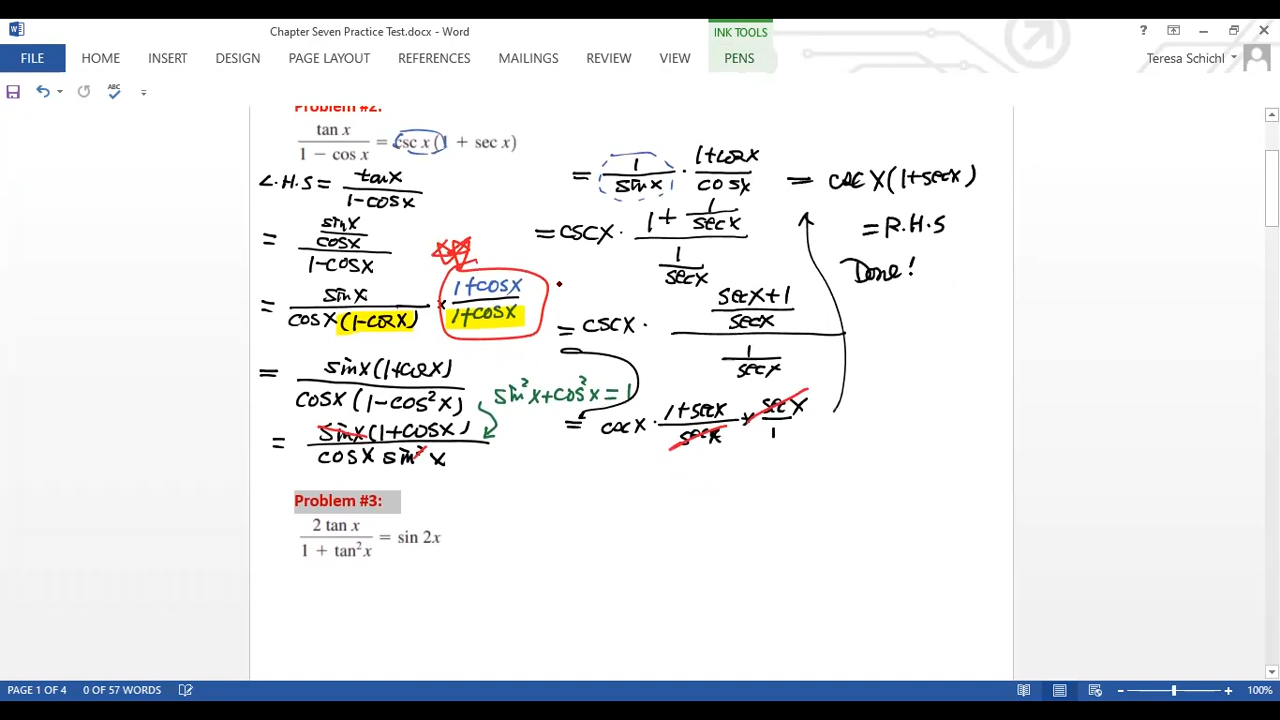 Chapter Seven Practice Test.docx - Word
INK TOOLS
?
FILE HOME INSERT DESIGN PAGE LAYOUT REFERENCES MAILINGS REVIEW VIEW PENS
Teresa Schichl
ABC
Problem #2:
tan x / (1 − cos x) = csc x (1 + sec x)
L.H.S = tanx / (1-cosx)
= (sinx / cosx) / (1-cosx)
= sinx / (cosx (1-cosx)) × (1+cosx) / (1+cosx)
= sinx (1+cosx) / (cosx (1-cos²x))
sin²x+cos²x=1
= sinx (1+cosx) / (cosx sin²x)
= 1/sinx · (1+cosx)/cosx
= cscx · (1 + 1/secx) / (1/secx)
= cscx · ((secx+1)/secx) / (1/secx)
= cscx · (1+secx)/secx × secx/1
= cscx(1+secx)
= R.H.S
Done!
Problem #3:
2 tan x / (1 + tan²x) = sin 2x
PAGE 1 OF 4 0 OF 57 WORDS
100%